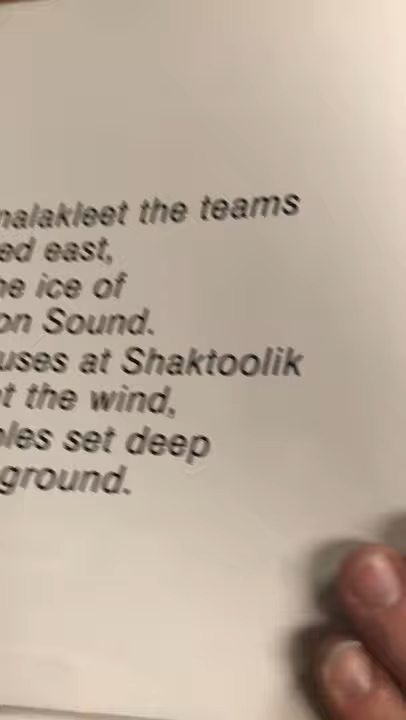 nalakleet the teams
ed east,
he ice of
on Sound.
uses at Shaktoolik
t the wind,
les set deep
ground.